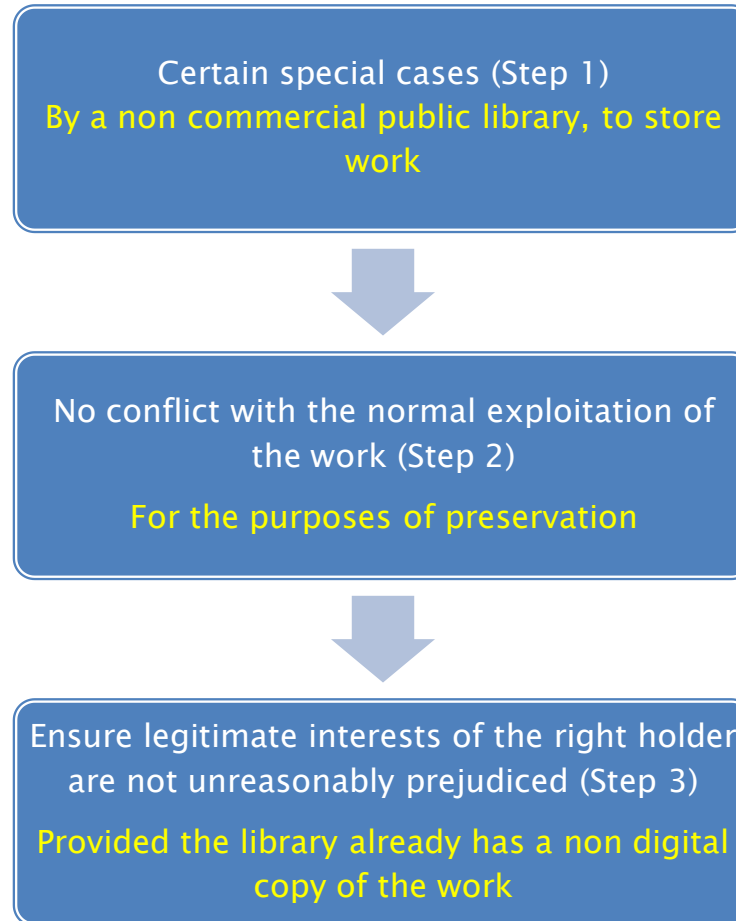 Certain special cases (Step 1)
By a non commercial public library, to store
work
No conflict with the normal exploitation of
the work (Step 2)
For the purposes of preservation
Ensure legitimate interests of the right holder
are not unreasonably prejudiced (Step 3)
Provided the library already has a non digital
copy of the work